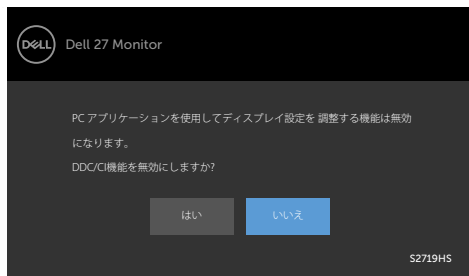 DELL Dell 27 Monitor
PC アプリケーションを使用してディスプレイ設定を 調整する機能は無効
になります。
DDC/CI機能を無効にしますか?
はい いいえ
S2719HS